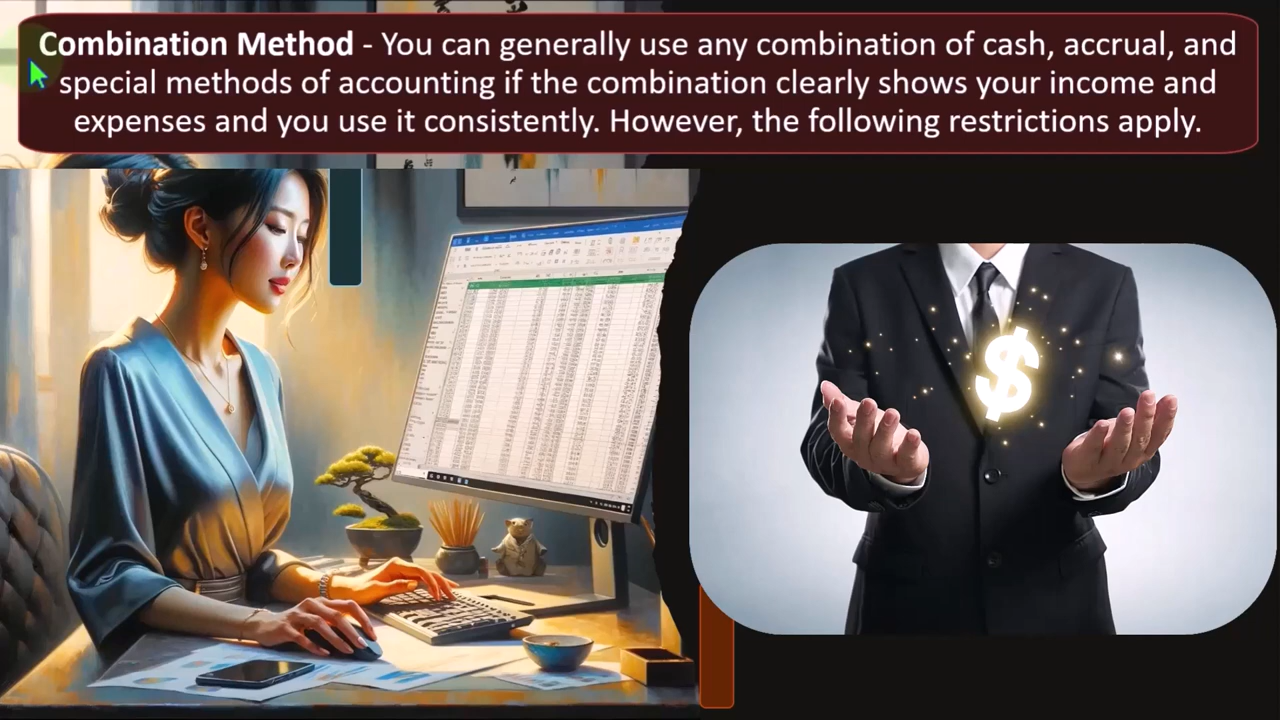 Combination Method - You can generally use any combination of cash, accrual, and
special methods of accounting if the combination clearly shows your income and
expenses and you use it consistently. However, the following restrictions apply.
$